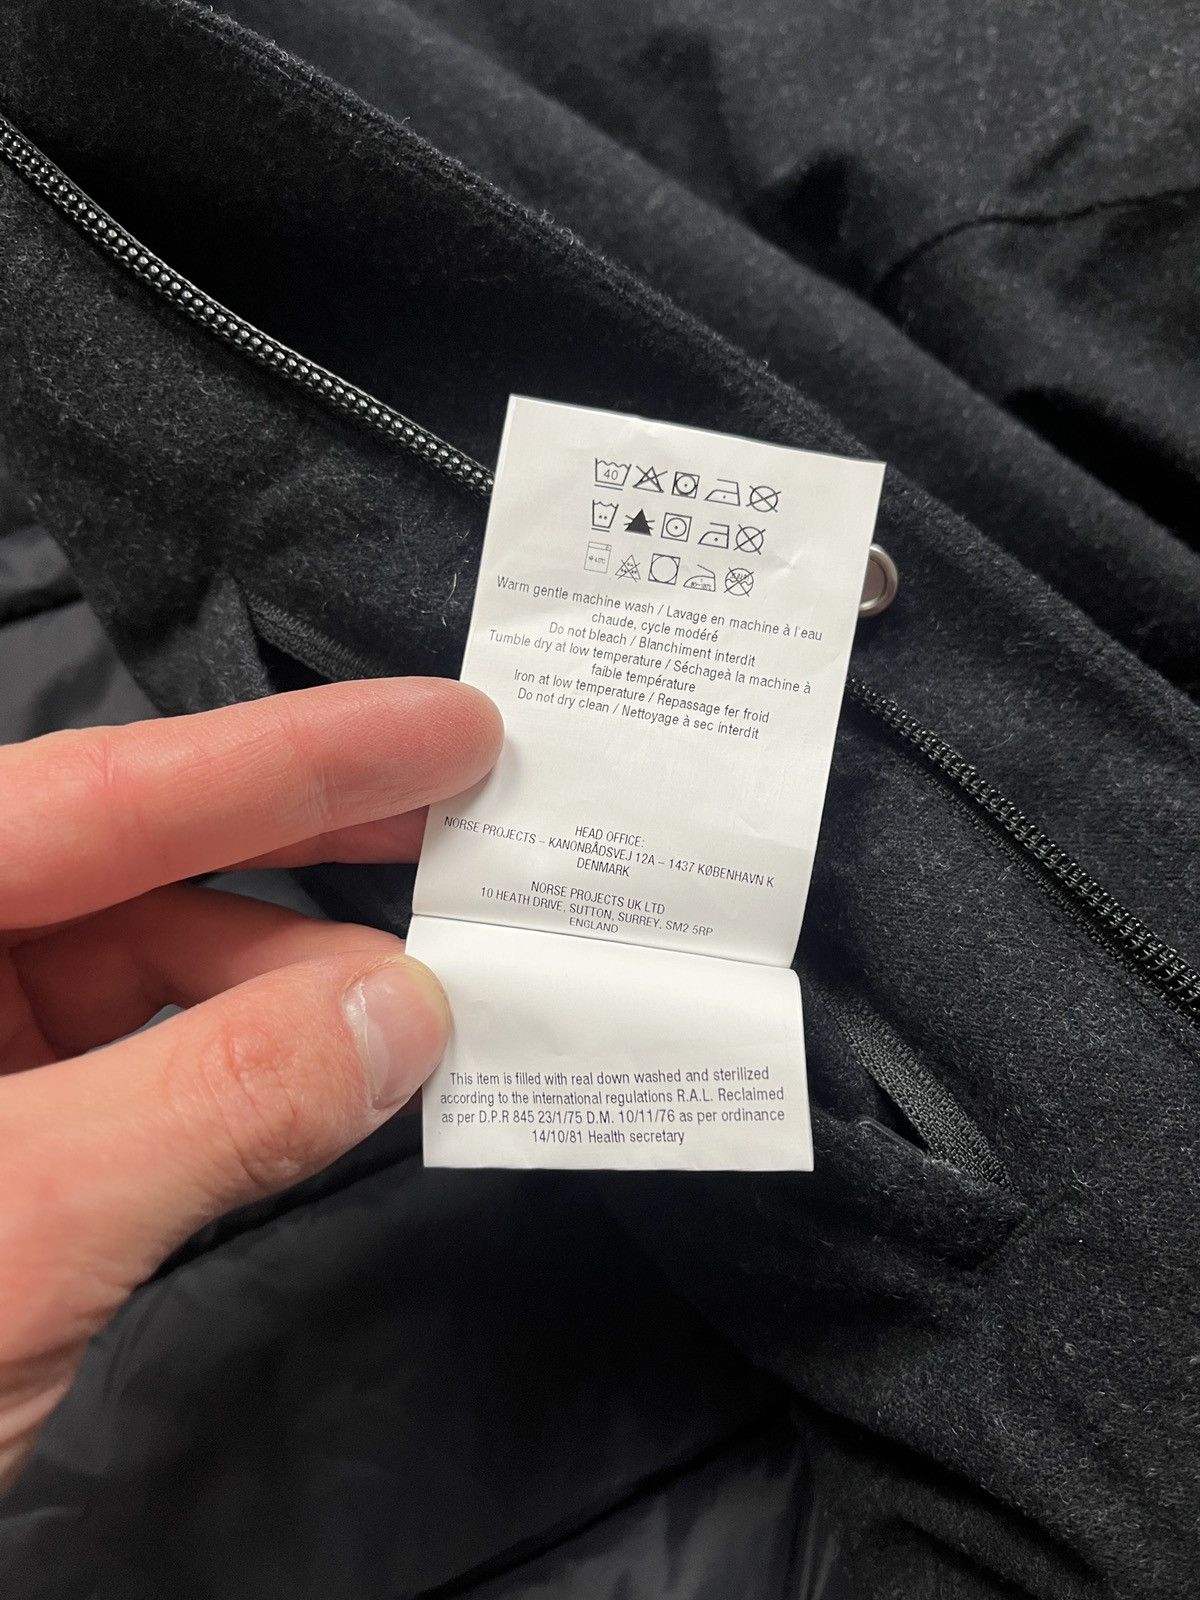 40
Warm gentle machine wash / Lavage en machine à l'eau
chaude, cycle modéré
Do not bleach / Blanchiment interdit
Tumble dry at low temperature / Séchageà la machine à
faible température
Iron at low temperature / Repassage fer froid
Do not dry clean / Nettoyage à sec interdit
HEAD OFFICE:
NORSE PROJECTS – KANONBÅDSVEJ 12A – 1437 KØBENHAVN K
DENMARK
NORSE PROJECTS UK LTD
10 HEATH DRIVE, SUTTON, SURREY, SM2 5RP
ENGLAND
This item is filled with real down washed and sterilized
according to the international regulations R.A.L. Reclaimed
as per D.P.R 845 23/1/75 D.M. 10/11/76 as per ordinance
14/10/81 Health secretary